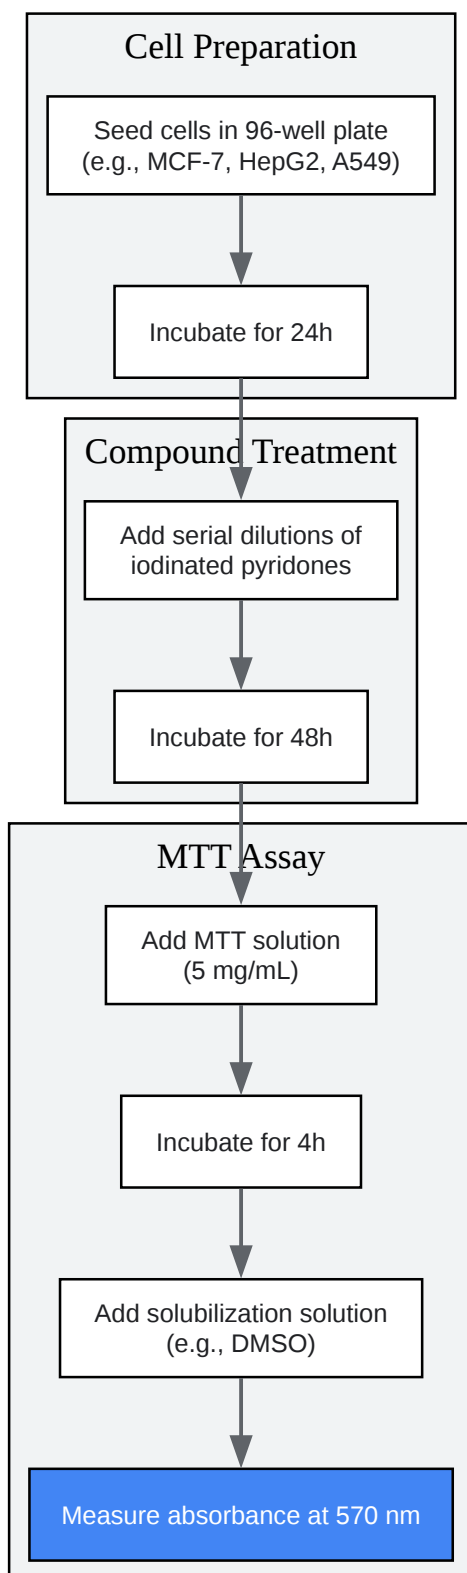 Cell Preparation
Seed cells in 96-well plate
(e.g., MCF-7, HepG2, A549)
Incubate for 24h
Compound Treatment
Add serial dilutions of
iodinated pyridones
Incubate for 48h
MTT Assay
Add MTT solution
(5 mg/mL)
Incubate for 4h
Add solubilization solution
(e.g., DMSO)
Measure absorbance at 570 nm